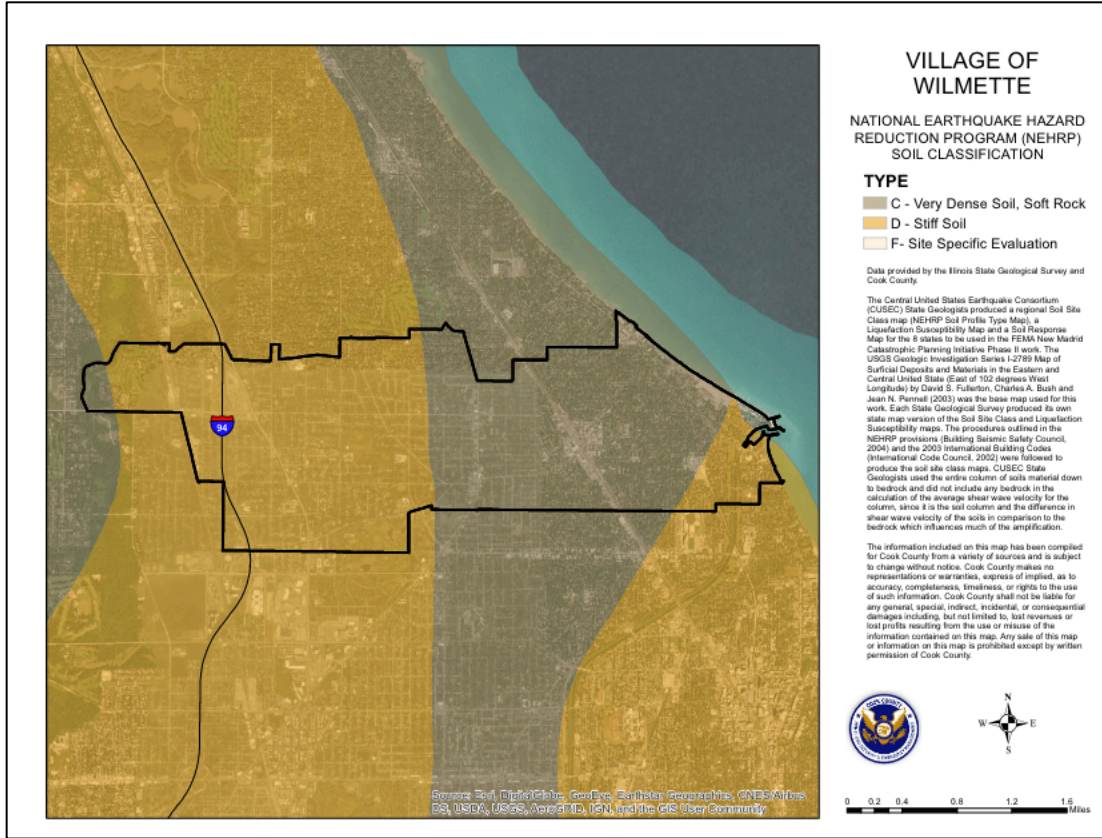 VILLAGE OF
WILMETTE
NATIONAL EARTHQUAKE HAZARD
REDUCTION PROGRAM (NEHRP)
SOIL CLASSIFICATION
TYPE
C - Very Dense Soil, Soft Rock
D - Stiff Soil
F- Site Specific Evaluation
Data provided by the Illinois State Geological Survey and
Cook County.
The Central United States Earthquake Consortium
(CUSEC) State Geologists produced a regional Soil Site
Class map (NEHRP Soil Profile Type Map), a
Liquefaction Susceptibility Map and a Soil Response
Map for the 8 states to be used in the FEMA New Madrid
Catastrophic Planning Initiative Phase II work. The
USGS Geologic Investigation Series I-2789 Map of
Surficial Deposits and Materials in the Eastern and
Central United State (East of 102 degrees West
Longitude) by David S. Fullerton, Charles A. Bush and
Jean N. Pennell (2003) was the base map used for this
work. Each State Geological Survey produced its own
state map version of the Soil Site Class and Liquefaction
Susceptibility maps. The procedures outlined in the
NEHRP provisions (Building Seismic Safety Council,
2004) and the 2003 International Building Codes
(International Code Council, 2002) were followed to
produce the soil site class maps. CUSEC State
Geologists used the entire column of soils material down
to bedrock and did not include any bedrock in the
calculation of the average shear wave velocity for the
column, since it is the soil column and the difference in
shear wave velocity of the soils in comparison to the
bedrock which influences much of the amplification.
The information included on this map has been compiled
for Cook County from a variety of sources and is subject
to change without notice. Cook County makes no
representations or warranties, express of implied, as to
accuracy, completeness, timeliness, or rights to the use
of such information. Cook County shall not be liable for
any general, special, indirect, incidental, or consequential
damages including, but not limited to, lost revenues or
lost profits resulting from the use or misuse of the
information contained on this map. Any sale of this map
or information on this map is prohibited except by written
permission of Cook County.
94
N
W E
S
0 0.2 0.4 0.8 1.2 1.6
Miles
Source: Esri, DigitalGlobe, GeoEye, Earthstar Geographics, CNES/Airbus
DS, USDA, USGS, AeroGRID, IGN, and the GIS User Community